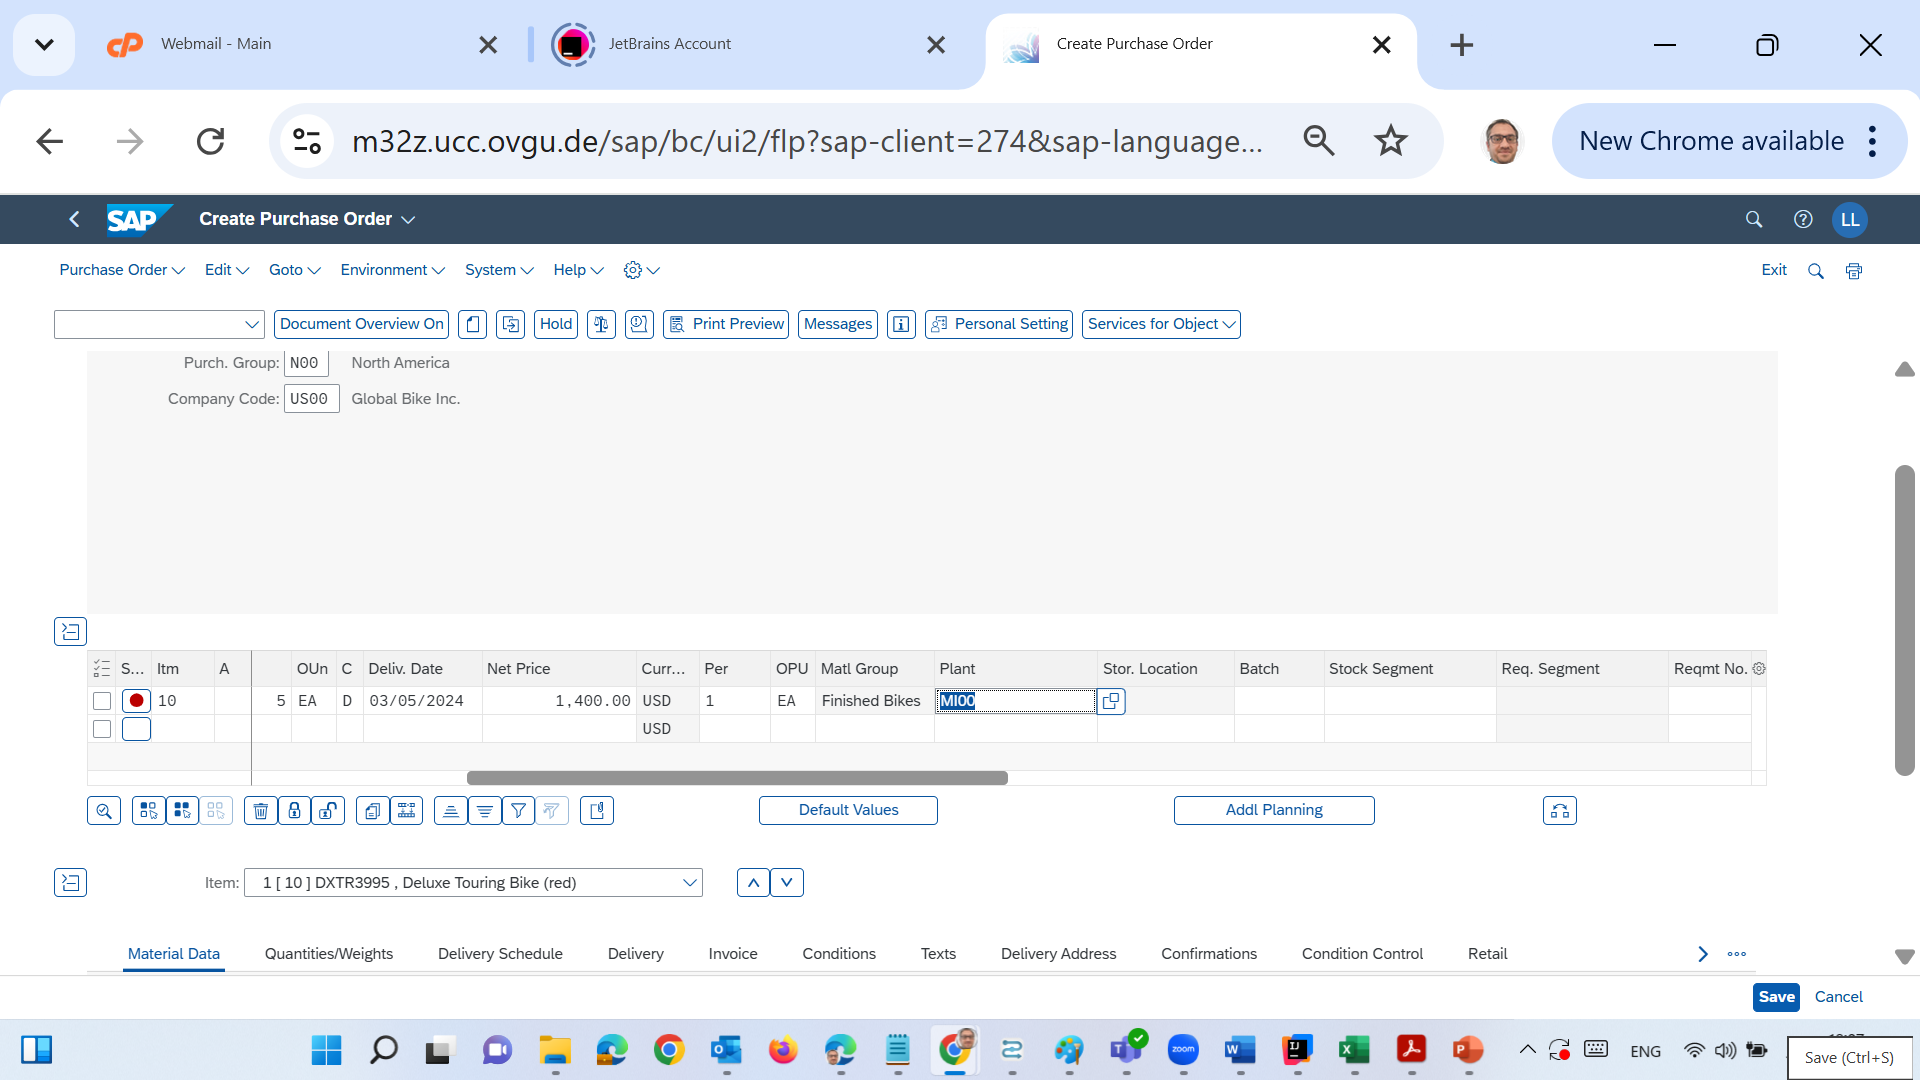 Webmail - Main
JetBrains Account
Create Purchase Order
m32z.ucc.ovgu.de/sap/bc/ui2/flp?sap-client=274&sap-language...
New Chrome available
SAP
Create Purchase Order
LL
Purchase Order
Edit
Goto
Environment
System
Help
Exit
Document Overview On
Hold
Print Preview
Messages
Personal Setting
Services for Object
Purch. Group: N00 North America
Company Code: US00 Global Bike Inc.
S... Itm A OUn C Deliv. Date Net Price Curr... Per OPU Matl Group Plant Stor. Location Batch Stock Segment Req. Segment Reqmt No.
10 5 EA D 03/05/2024 1,400.00 USD 1 EA Finished Bikes MI00
USD
Default Values
Addl Planning
Item: 1 [ 10 ] DXTR3995 , Deluxe Touring Bike (red)
Material Data
Quantities/Weights
Delivery Schedule
Delivery
Invoice
Conditions
Texts
Delivery Address
Confirmations
Condition Control
Retail
Save
Cancel
zoom
ENG
Save (Ctrl+S)